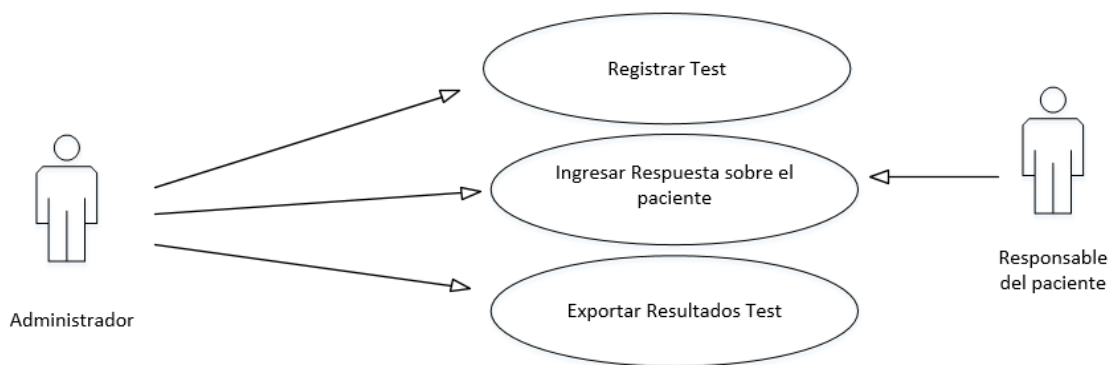 Registrar Test
Ingresar Respuesta sobre el
paciente
Exportar Resultados Test
Administrador
Responsable
del paciente